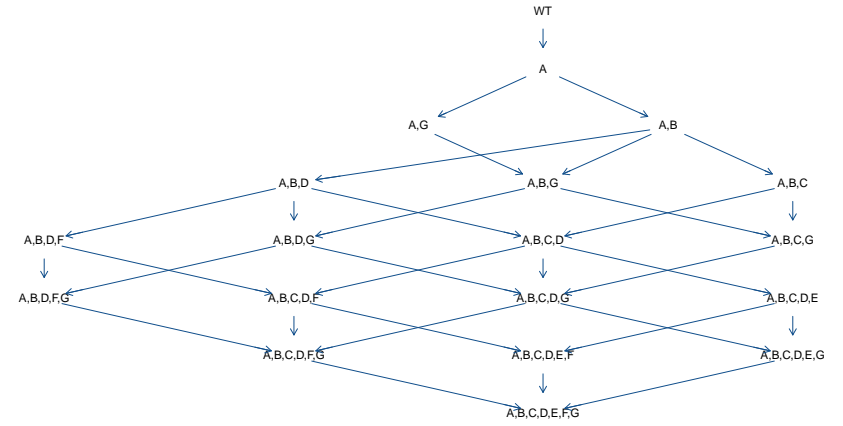 WT
A
A,G
A,B
A,B,D
A,B,G
A,B,C
A,B,D,F
A,B,D,G
A,B,C,D
A,B,C,G
A,B,D,F,G
A,B,C,D,F
A,B,C,D,G
A,B,C,D,E
A,B,C,D,F,G
A,B,C,D,E,F
A,B,C,D,E,G
A,B,C,D,E,F,G